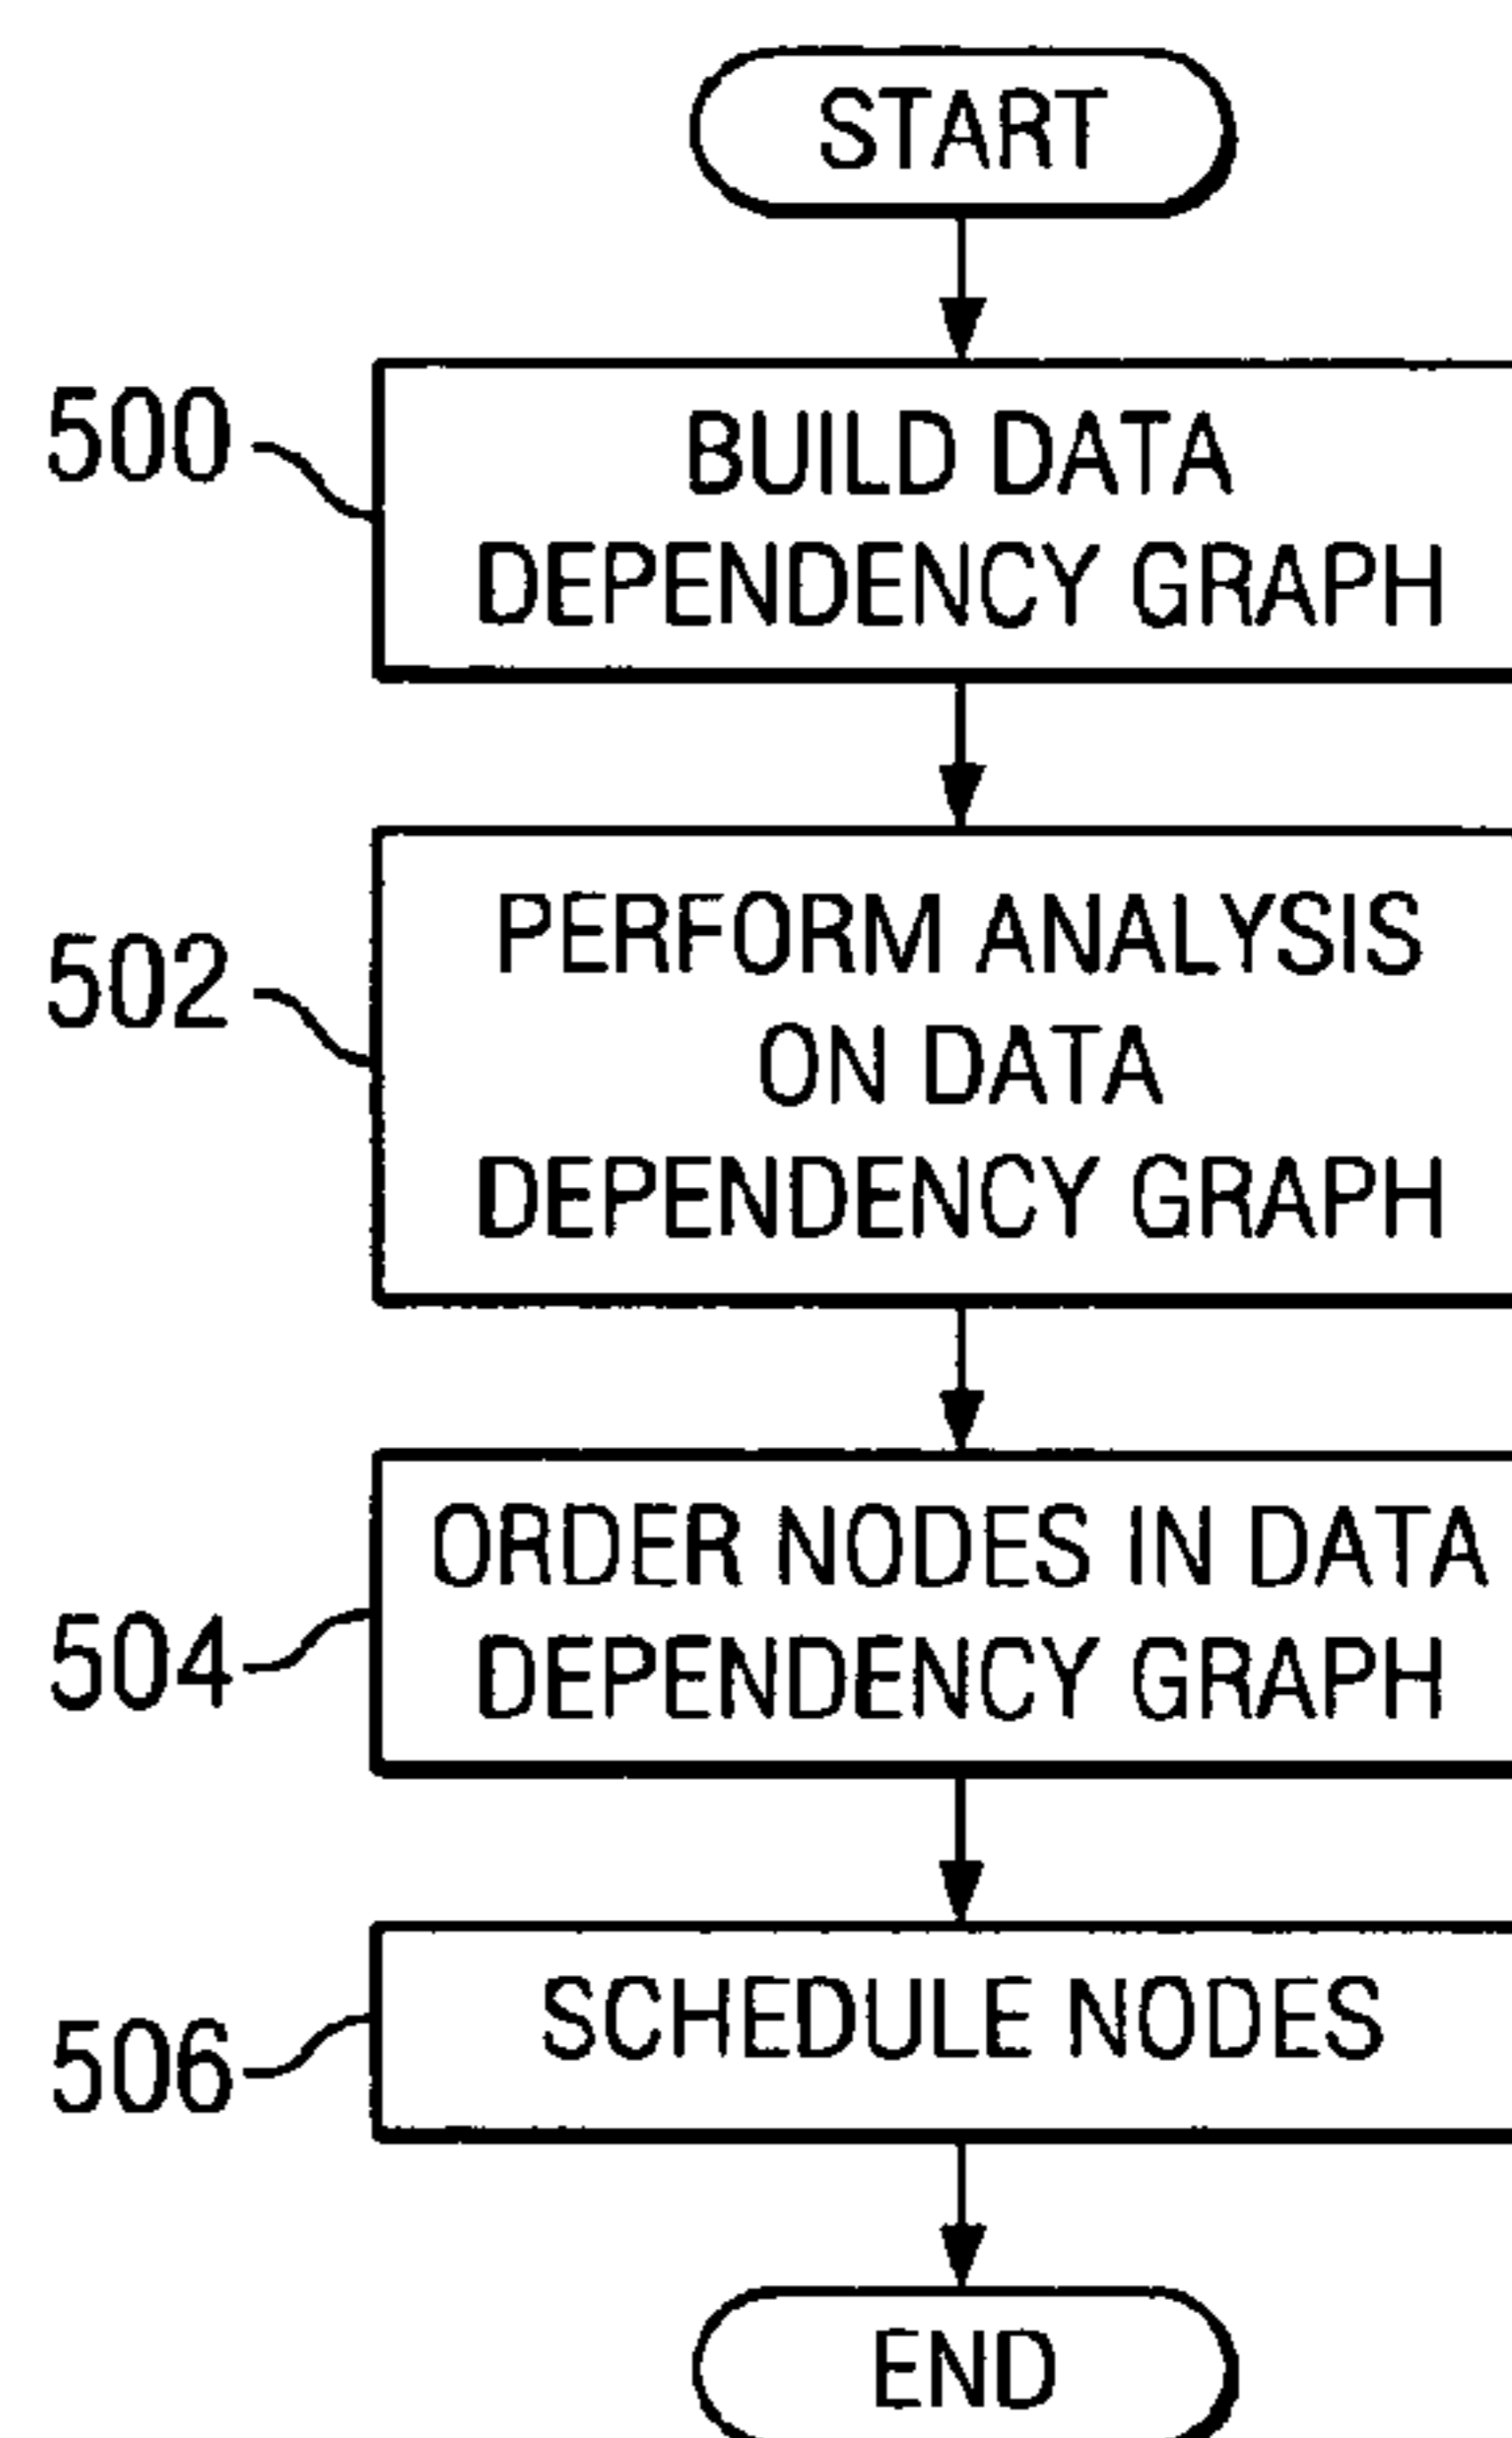 START
500
BUILD DATA
DEPENDENCY GRAPH
502
PERFORM ANALYSIS
ON DATA
DEPENDENCY GRAPH
504
ORDER NODES IN DATA
DEPENDENCY GRAPH
506
SCHEDULE NODES
END